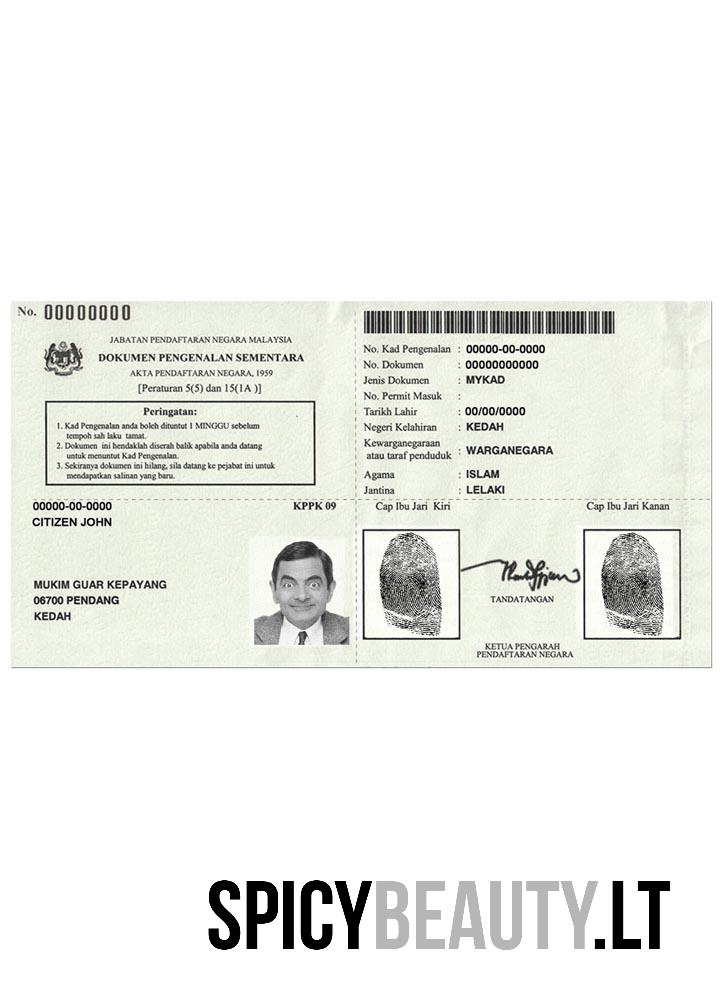 No. 00000000
JABATAN PENDAFTARAN NEGARA MALAYSIA
DOKUMEN PENGENALAN SEMENTARA
AKTA PENDAFTARAN NEGARA, 1959
[Peraturan 5(5) dan 15(1A )]
Peringatan:
1. Kad Pengenalan anda boleh dituntut 1 MINGGU sebelum
tempoh sah laku tamat.
2. Dokumen ini hendaklah diserah balik apabila anda datang
untuk menuntut Kad Pengenalan.
3. Sekiranya dokumen ini hilang, sila datang ke pejabat ini untuk
mendapatkan salinan yang baru.
00000-00-0000 KPPK 09
CITIZEN JOHN
MUKIM GUAR KEPAYANG
06700 PENDANG
KEDAH
No. Kad Pengenalan : 00000-00-0000
No. Dokumen : 00000000000
Jenis Dokumen : MYKAD
No. Permit Masuk :
Tarikh Lahir : 00/00/0000
Negeri Kelahiran : KEDAH
Kewarganegaraan
atau taraf penduduk : WARGANEGARA
Agama : ISLAM
Jantina : LELAKI
Cap Ibu Jari Kiri Cap Ibu Jari Kanan
TANDATANGAN
KETUA PENGARAH
PENDAFTARAN NEGARA
SPICYBEAUTY.LT